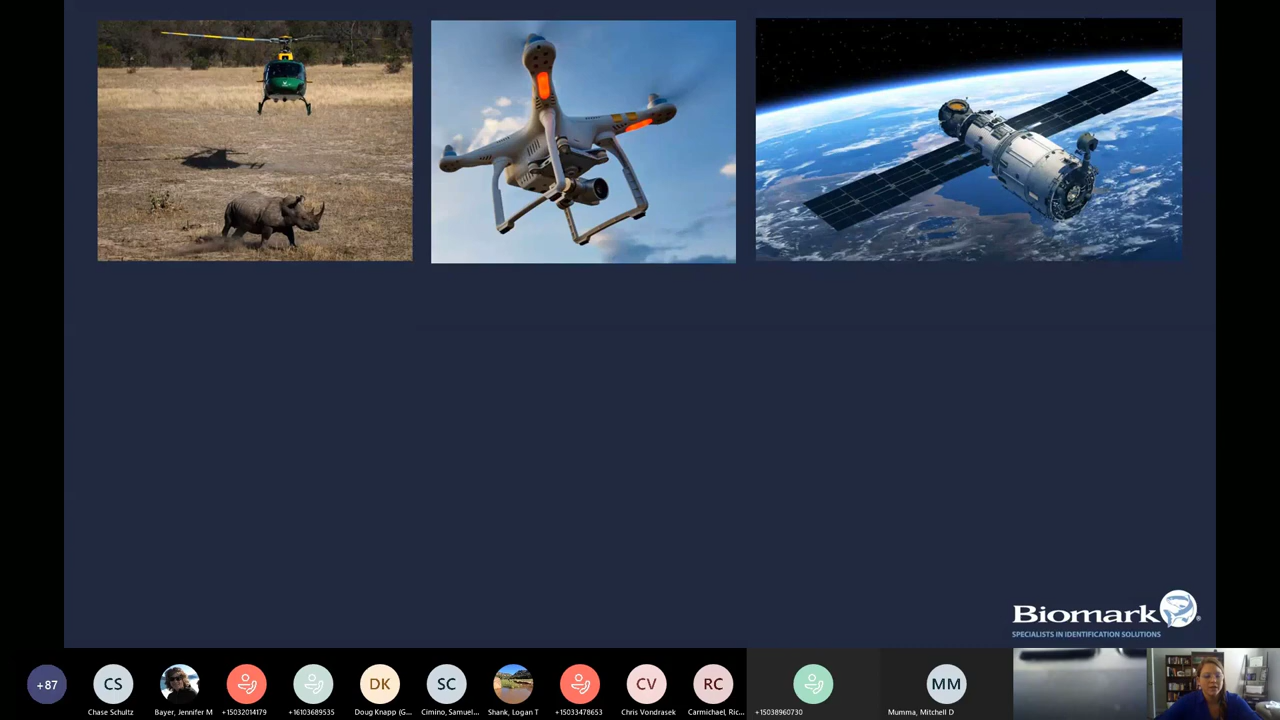 Biomark
SPECIALISTS IN IDENTIFICATION SOLUTIONS
+87
CS
DK
SC
CV
RC
MM
Chase Schultz
Bayer, Jennifer M
+15032014179
+16103689535
Doug Knapp (G...
Cimino, Samuel...
Shank, Logan T
+15033478653
Chris Vondrasek
Carmichael, Ric...
+15038960730
Mumma, Mitchell D